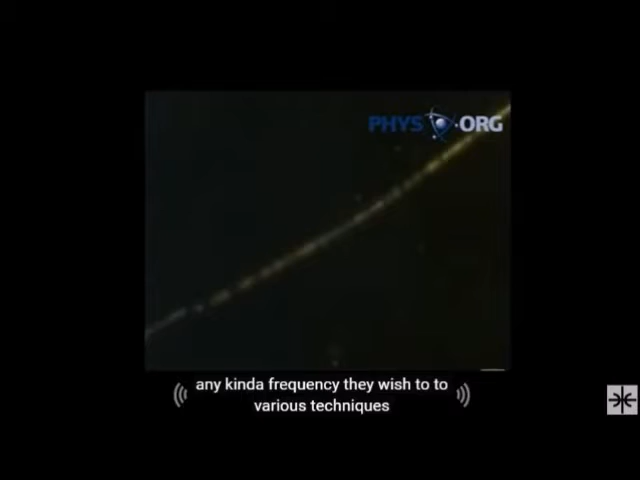 PHYS ORG
any kinda frequency they wish to to
various techniques